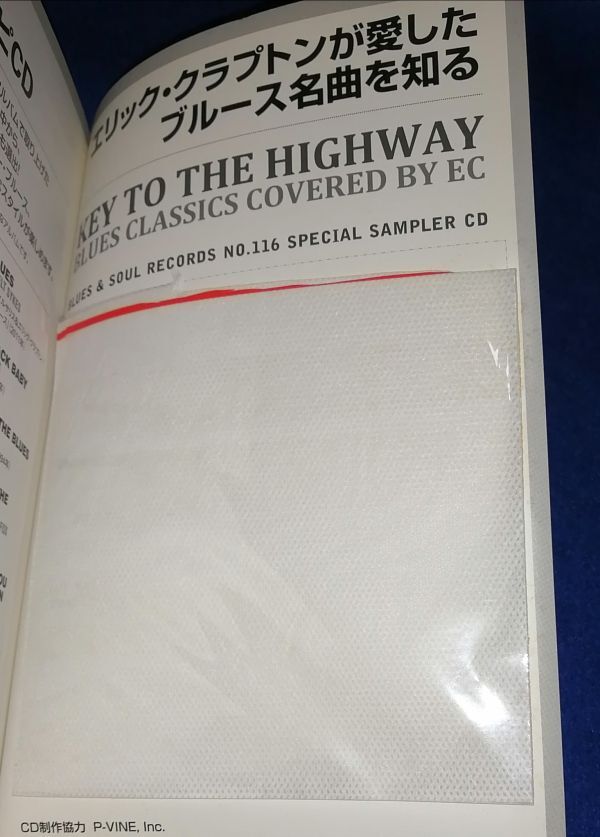 CD
エリック・クラプトンが愛した
ブルース名曲を知る
KEY TO THE HIGHWAY
BLUES CLASSICS COVERED BY EC
BLUES & SOUL RECORDS NO.116 SPECIAL SAMPLER CD
CD制作協力 P-VINE, Inc.